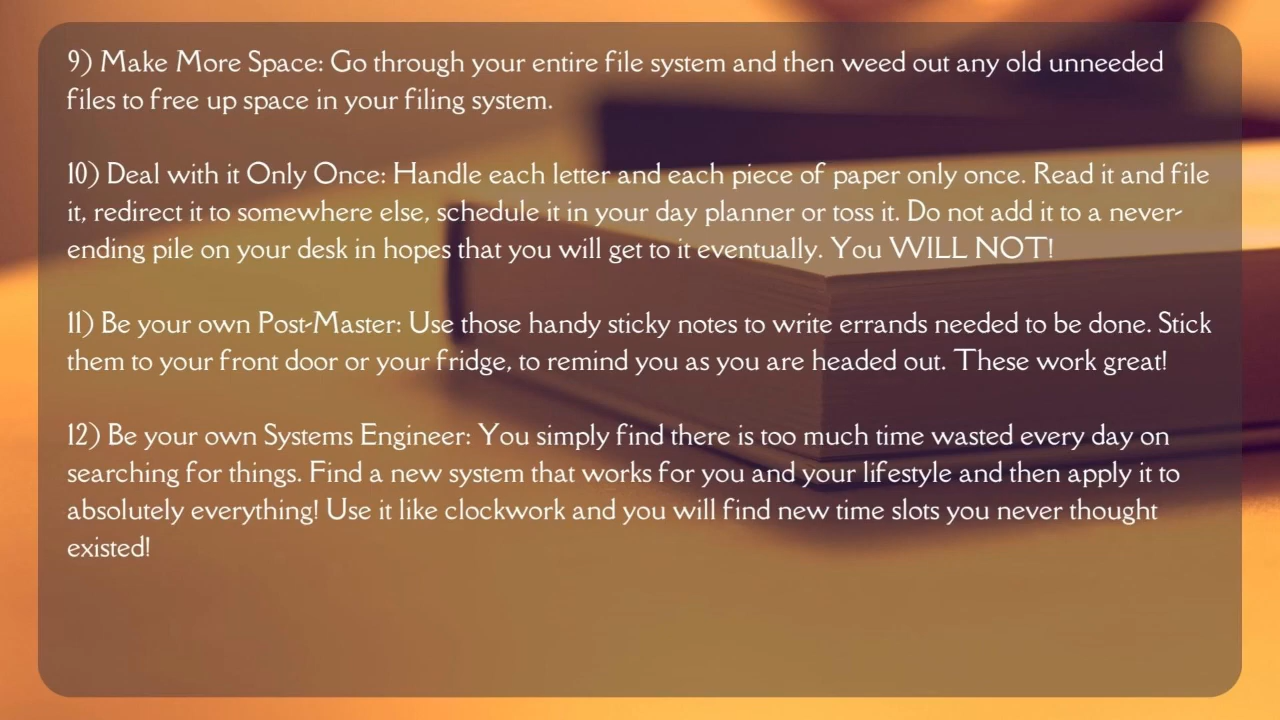 9) Make More Space: Go through your entire file system and then weed out any old unneeded
files to free up space in your filing system.
10) Deal with it Only Once: Handle each letter and each piece of paper only once. Read it and file
it, redirect it to somewhere else, schedule it in your day planner or toss it. Do not add it to a never-
ending pile on your desk in hopes that you will get to it eventually. You WILL NOT!
11) Be your own Post-Master: Use those handy sticky notes to write errands needed to be done. Stick
them to your front door or your fridge, to remind you as you are headed out. These work great!
12) Be your own Systems Engineer: You simply find there is too much time wasted every day on
searching for things. Find a new system that works for you and your lifestyle and then apply it to
absolutely everything! Use it like clockwork and you will find new time slots you never thought
existed!